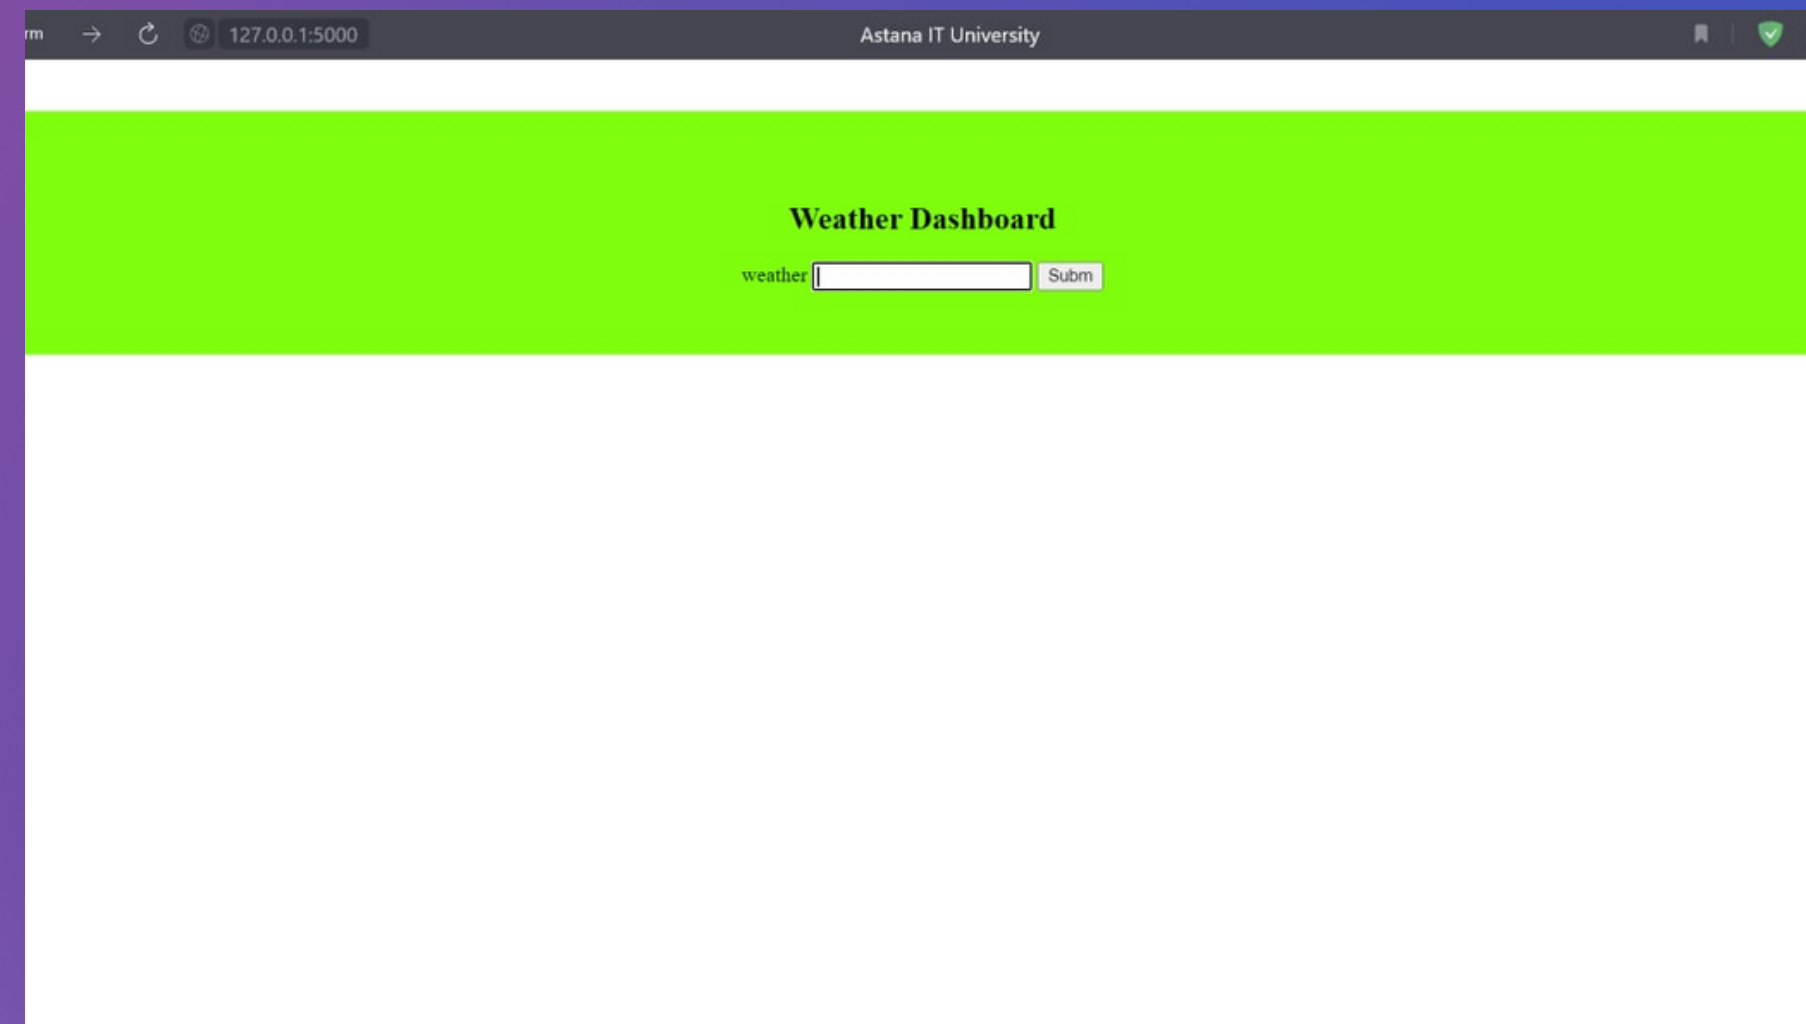 rm 127.0.0.1:5000 Astana IT University
Weather Dashboard
weather Subm